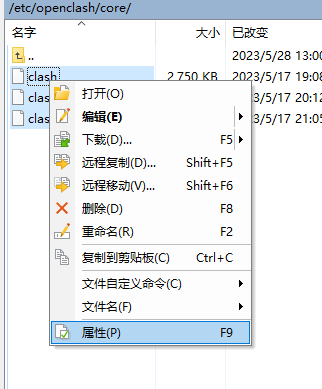 /etc/openclash/core/
名字 大小 已改变
.. 2023/5/28 13:00
clash 2,750 KB 2023/5/17 19:08
clas 2023/5/17 20:12
clas 2023/5/17 21:05
打开(O)
编辑(E)
下载(D)... F5
远程复制(D)... Shift+F5
远程移动(V)... Shift+F6
删除(D) F8
重命名(R) F2
复制到剪贴板(C) Ctrl+C
文件自定义命令(C)
文件名(F)
属性(P) F9